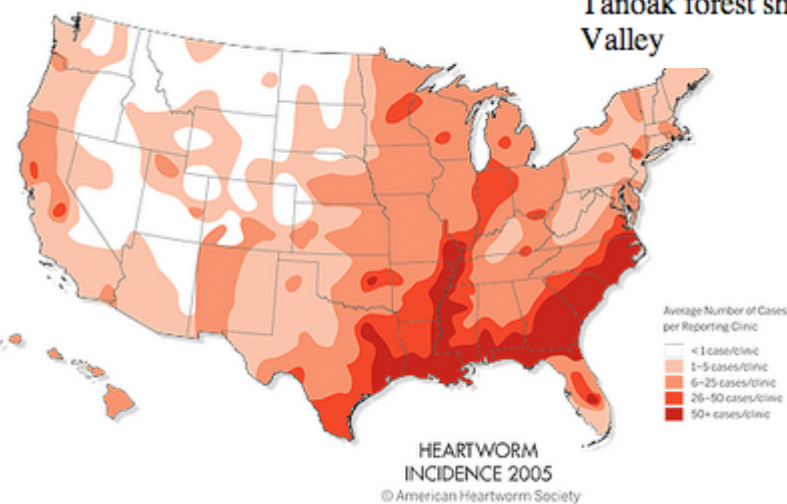 Tanoak forest sh
Valley
Average Number of Cases
per Reporting Clinic
< 1 case/clinic
1–5 cases/clinic
6–25 cases/clinic
26–50 cases/clinic
50+ cases/clinic
HEARTWORM
INCIDENCE 2005
© American Heartworm Society